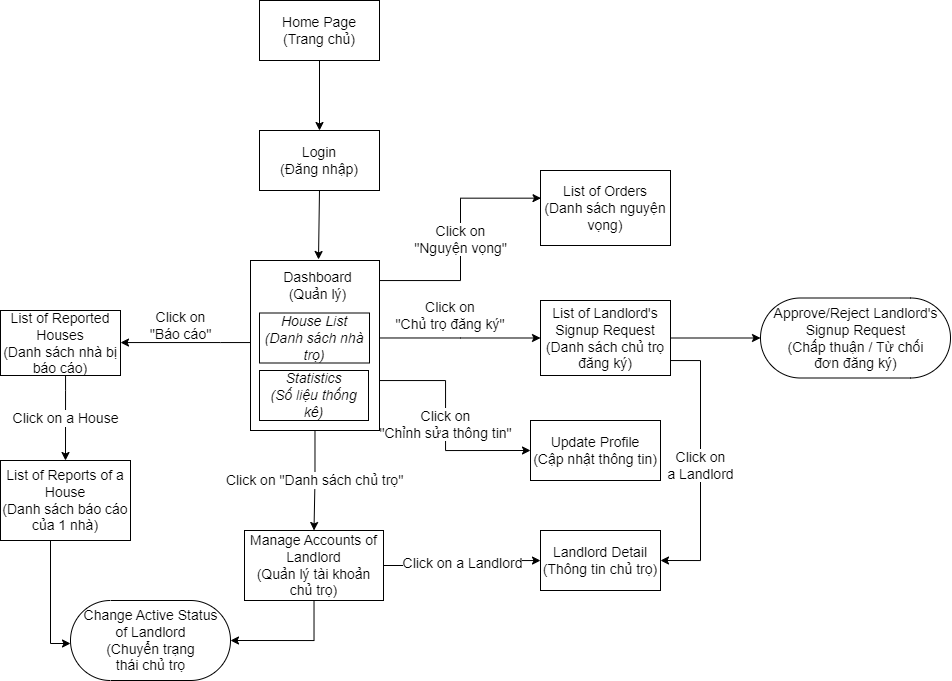 Home Page
(Trang chủ)
Login
(Đăng nhập)
List of Orders
(Danh sách nguyện
vọng)
Click on
"Nguyện vọng"
Dashboard
(Quản lý)
House List
(Danh sách nhà
trọ)
Statistics
(Số liệu thống
kê)
Click on
"Báo cáo"
List of Reported
Houses
(Danh sách nhà bị
báo cáo)
Click on
"Chủ trọ đăng ký"
List of Landlord's
Signup Request
(Danh sách chủ trọ
đăng ký)
Approve/Reject Landlord's
Signup Request
(Chấp thuận / Từ chối
đơn đăng ký)
Click on a House
Click on
"Chỉnh sửa thông tin"
Update Profile
(Cập nhật thông tin)
Click on
a Landlord
Click on "Danh sách chủ trọ"
List of Reports of a
House
(Danh sách báo cáo
của 1 nhà)
Manage Accounts of
Landlord
(Quản lý tài khoản
chủ trọ)
Click on a Landlord
Landlord Detail
(Thông tin chủ trọ)
Change Active Status
of Landlord
(Chuyển trạng
thái chủ trọ